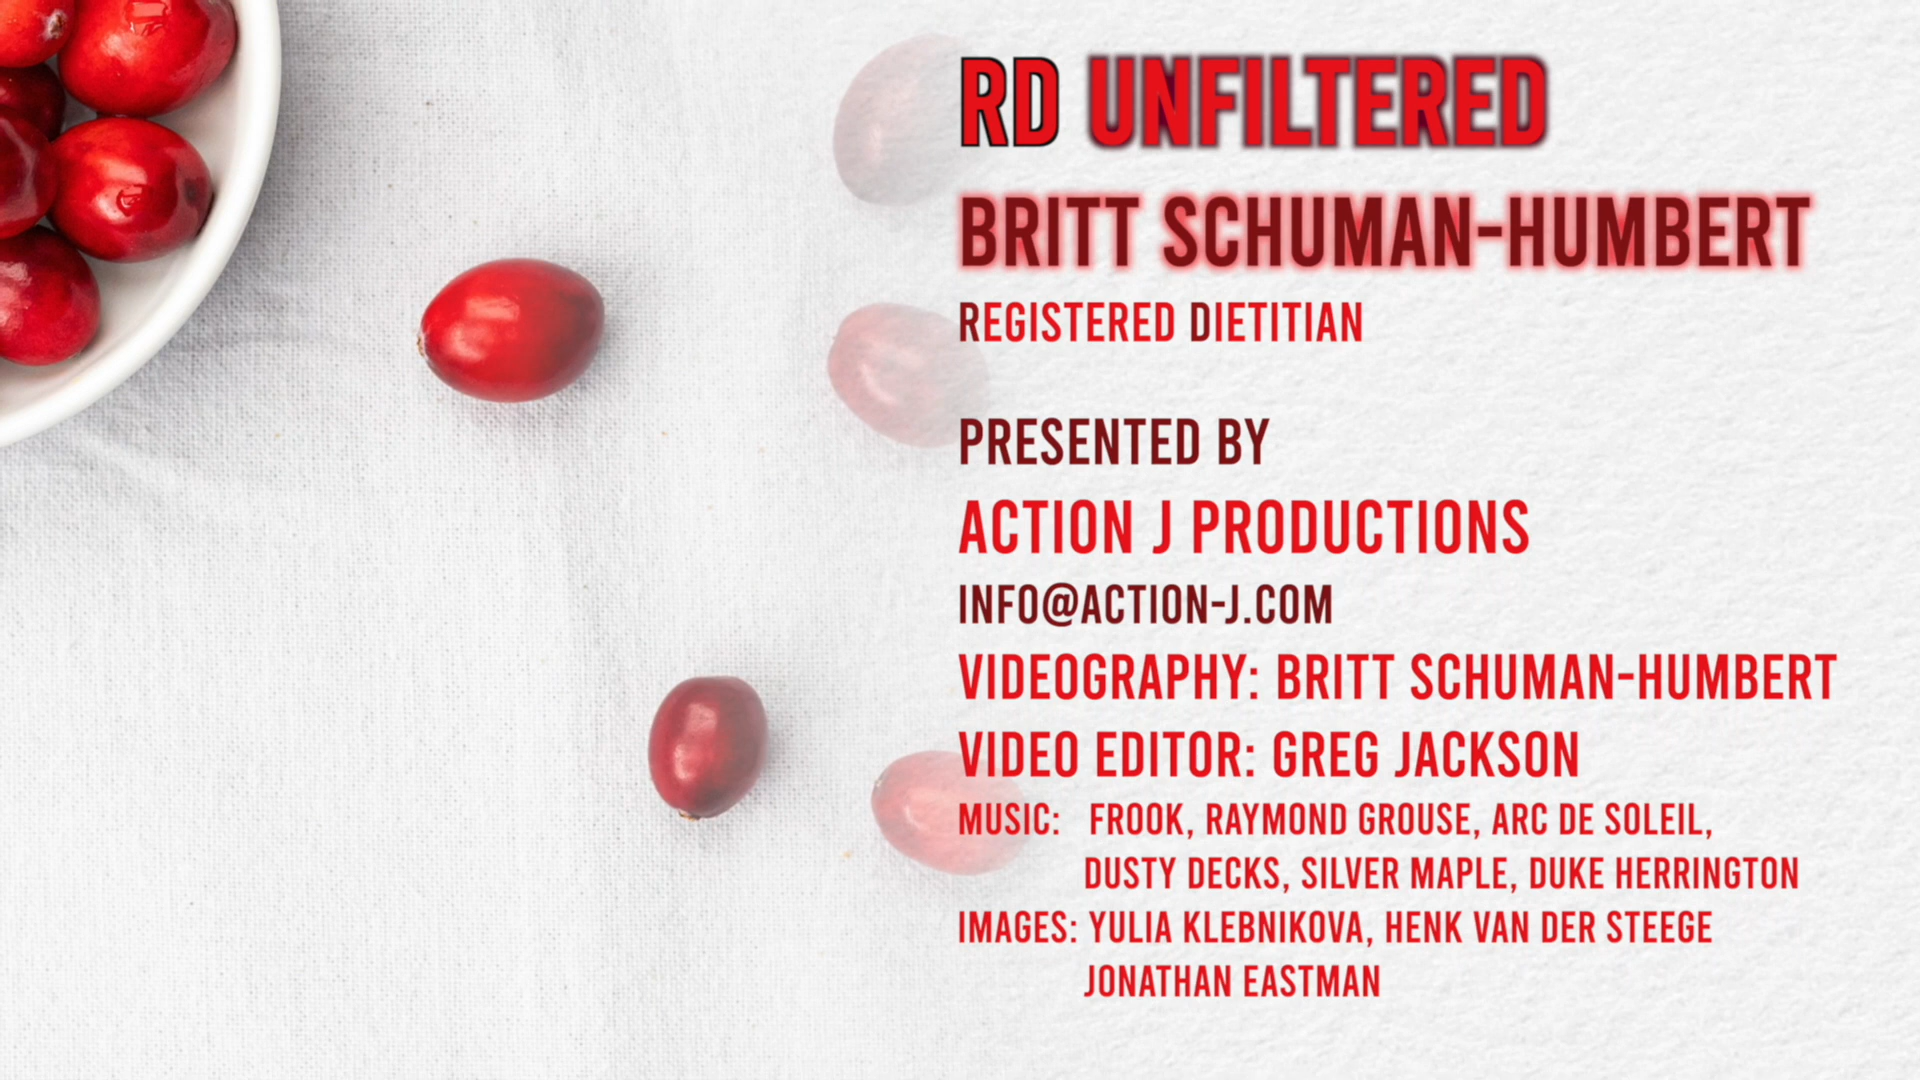 RD UNFILTERED
BRITT SCHUMAN-HUMBERT
REGISTERED DIETITIAN
PRESENTED BY
ACTION J PRODUCTIONS
INFO@ACTION-J.COM
VIDEOGRAPHY: BRITT SCHUMAN-HUMBERT
VIDEO EDITOR: GREG JACKSON
MUSIC: FROOK, RAYMOND GROUSE, ARC DE SOLEIL,
DUSTY DECKS, SILVER MAPLE, DUKE HERRINGTON
IMAGES: YULIA KLEBNIKOVA, HENK VAN DER STEEGE
JONATHAN EASTMAN